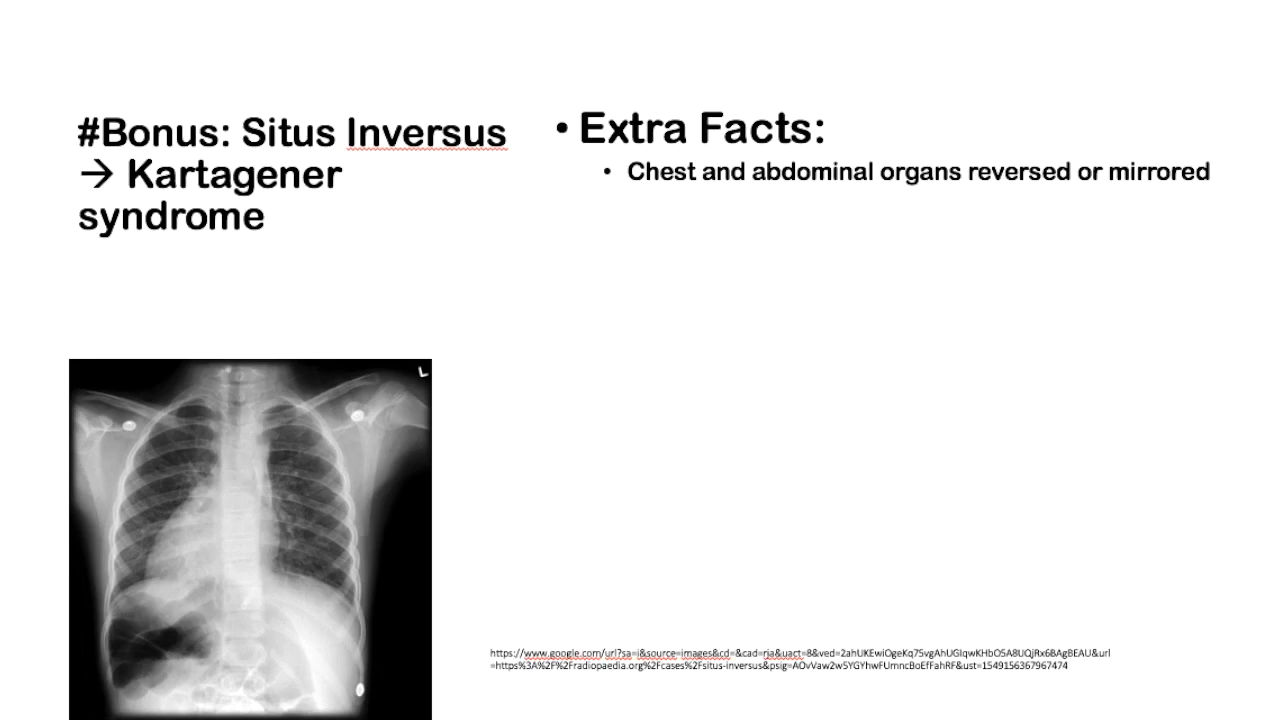 #Bonus: Situs Inversus
→ Kartagener
syndrome
• Extra Facts:
• Chest and abdominal organs reversed or mirrored
L
https://www.google.com/url?sa=i&source=images&cd=&cad=rja&uact=8&ved=2ahUKEwiOgeKq75vgAhUGIqwKHbO5A8UQjRx6BAgBEAU&url
=https%3A%2F%2Fradiopaedia.org%2Fcases%2Fsitus-inversus&psig=AOvVaw2w5YGYhwFUmncBoEfFahRF&ust=1549156367967474